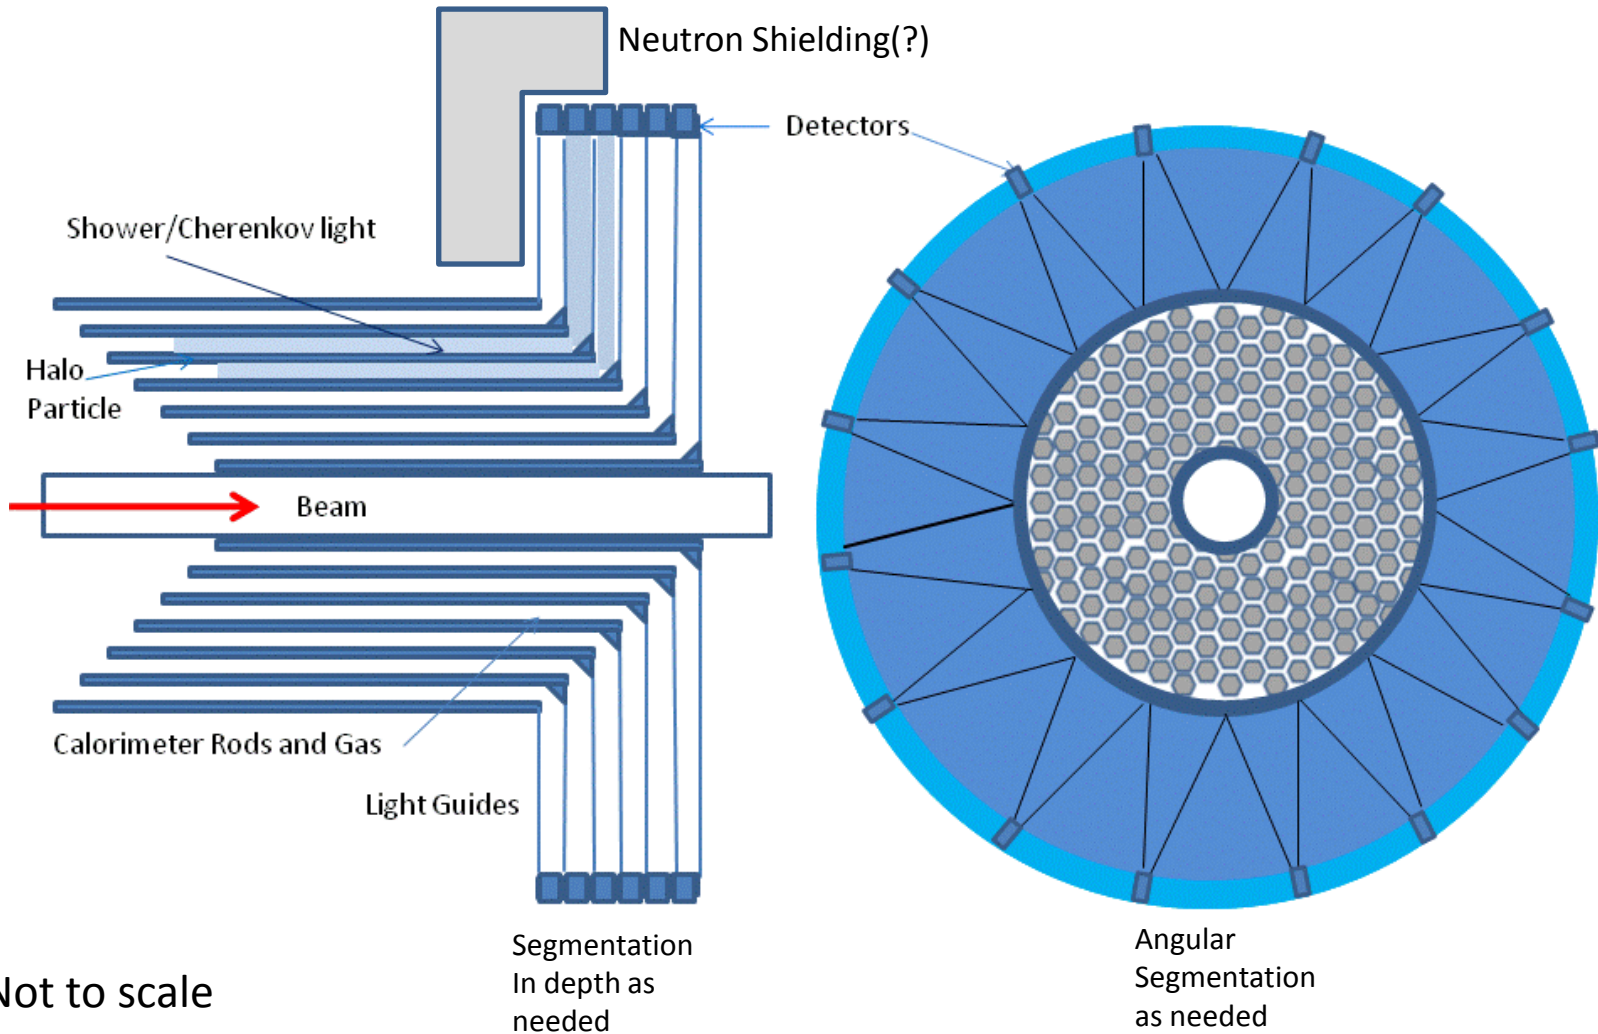 Neutron Shielding(?)
Detectors
Shower/Cherenkov light
Halo
Particle
Beam
Calorimeter Rods and Gas
Light Guides
Segmentation
In depth as
needed
Angular
Segmentation
as needed
Not to scale